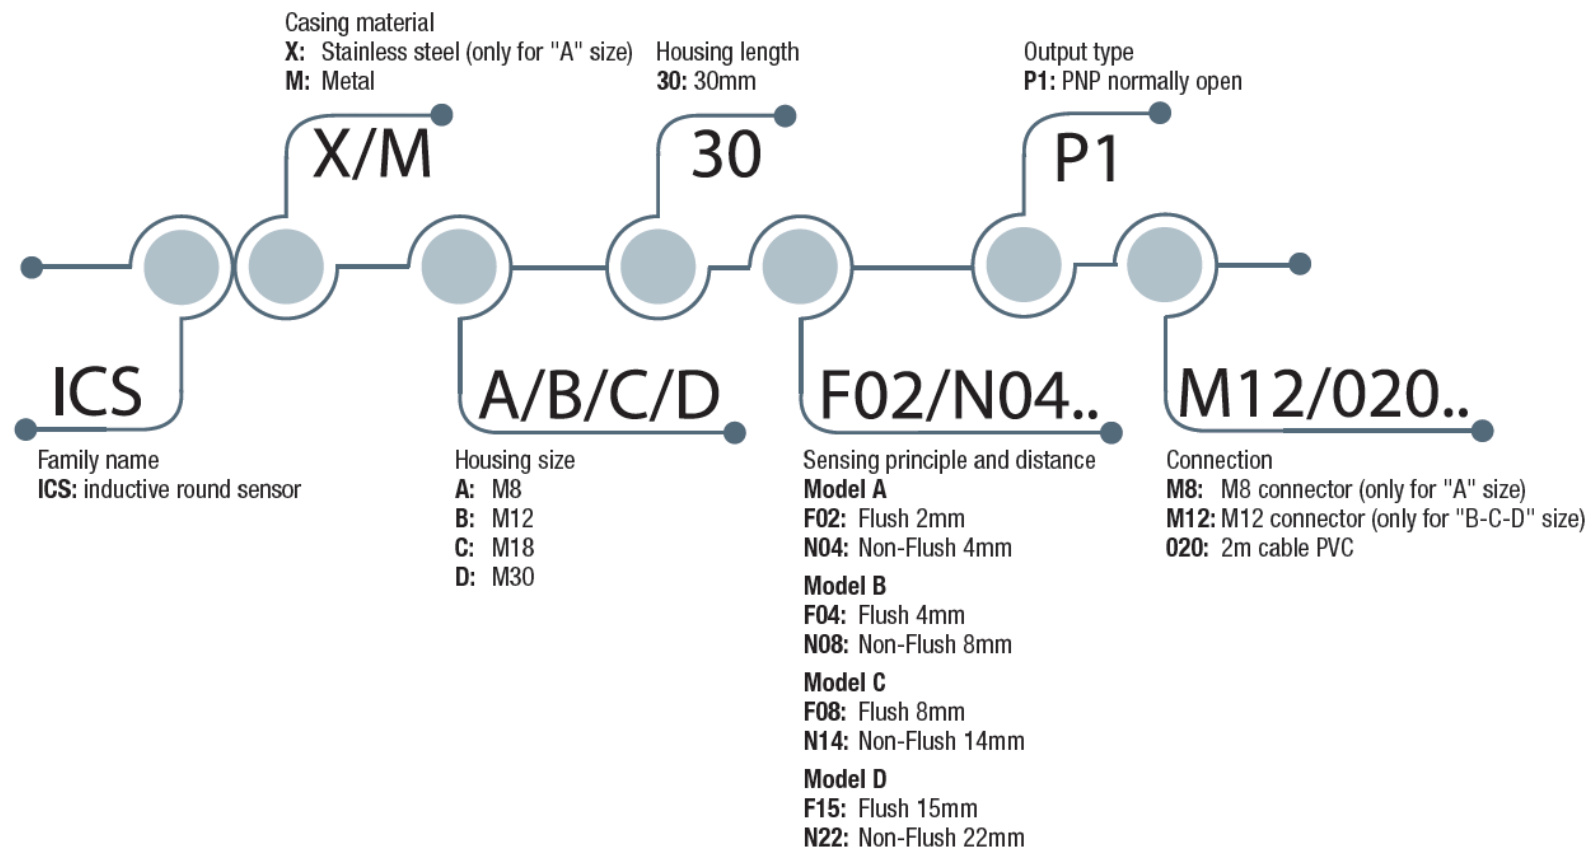 Casing material
X: Stainless steel (only for "A" size)
M: Metal
X/M
Housing length
30: 30mm
30
Output type
P1: PNP normally open
P1
ICS
Family name
ICS: inductive round sensor
A/B/C/D
Housing size
A: M8
B: M12
C: M18
D: M30
F02/N04..
Sensing principle and distance
Model A
F02: Flush 2mm
N04: Non-Flush 4mm
Model B
F04: Flush 4mm
N08: Non-Flush 8mm
Model C
F08: Flush 8mm
N14: Non-Flush 14mm
Model D
F15: Flush 15mm
N22: Non-Flush 22mm
M12/020..
Connection
M8: M8 connector (only for "A" size)
M12: M12 connector (only for "B-C-D" size)
020: 2m cable PVC